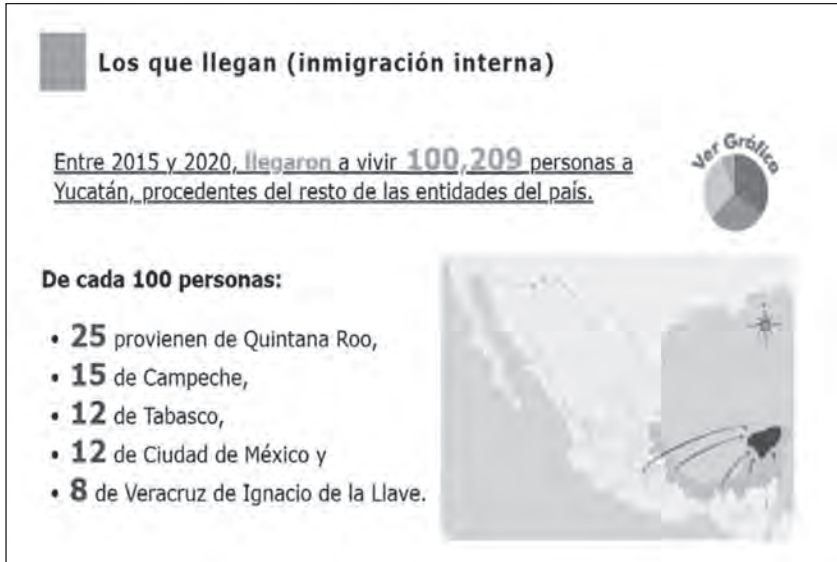 Los que llegan (inmigración interna)
Entre 2015 y 2020, llegaron a vivir 100,209 personas a
Yucatán, procedentes del resto de las entidades del país.
Ver Gráfico
De cada 100 personas:
• 25 provienen de Quintana Roo,
• 15 de Campeche,
• 12 de Tabasco,
• 12 de Ciudad de México y
• 8 de Veracruz de Ignacio de la Llave.